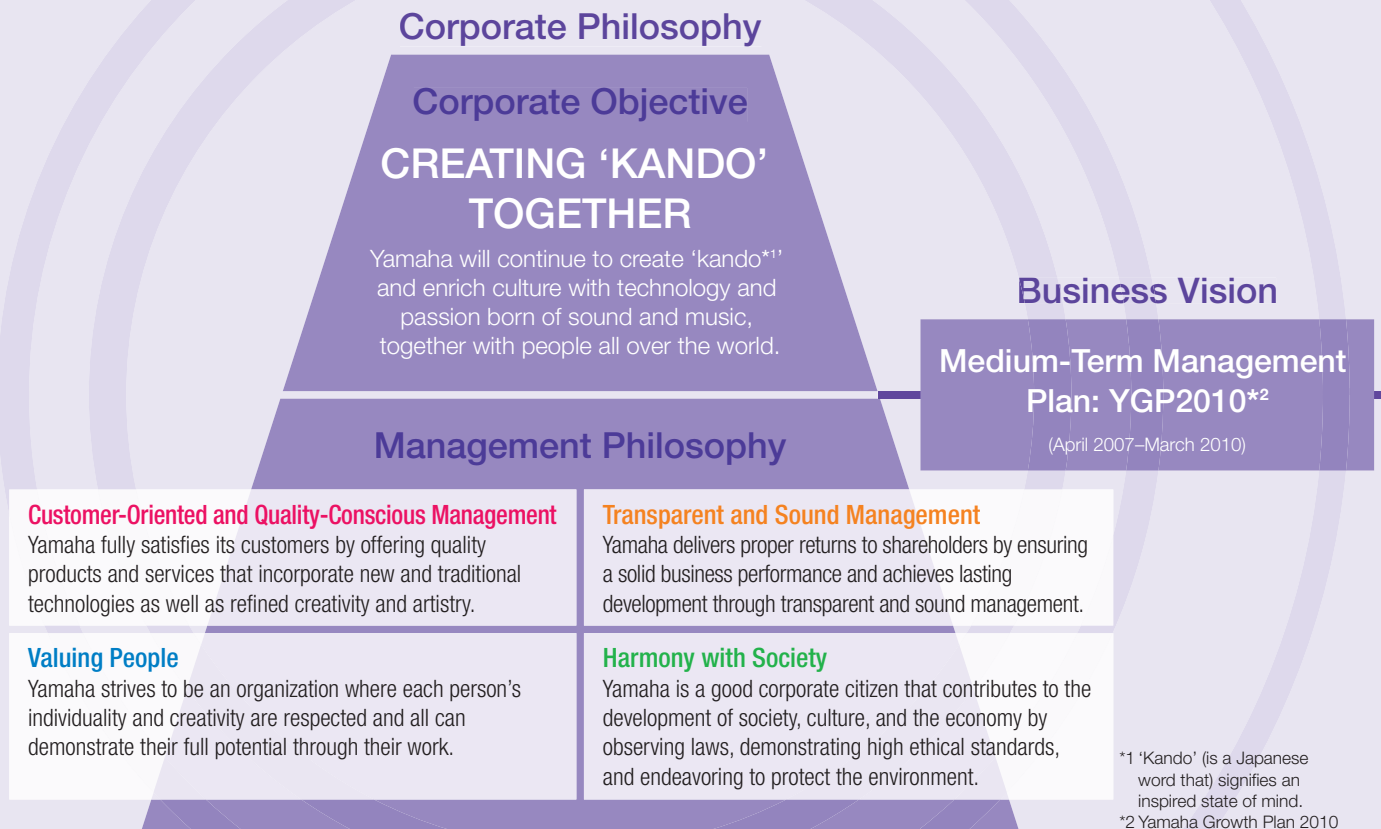 Corporate Philosophy
Corporate Objective
CREATING ‘KANDO’
TOGETHER
Yamaha will continue to create ‘kando*1’
and enrich culture with technology and
passion born of sound and music,
together with people all over the world.
Business Vision
Medium-Term Management
Plan: YGP2010*2
(April 2007–March 2010)
Management Philosophy
Customer-Oriented and Quality-Conscious Management
Yamaha fully satisfies its customers by offering quality
products and services that incorporate new and traditional
technologies as well as refined creativity and artistry.
Transparent and Sound Management
Yamaha delivers proper returns to shareholders by ensuring
a solid business performance and achieves lasting
development through transparent and sound management.
Valuing People
Yamaha strives to be an organization where each person’s
individuality and creativity are respected and all can
demonstrate their full potential through their work.
Harmony with Society
Yamaha is a good corporate citizen that contributes to the
development of society, culture, and the economy by
observing laws, demonstrating high ethical standards,
and endeavoring to protect the environment.
*1 ‘Kando’ (is a Japanese
word that) signifies an
inspired state of mind.
*2 Yamaha Growth Plan 2010